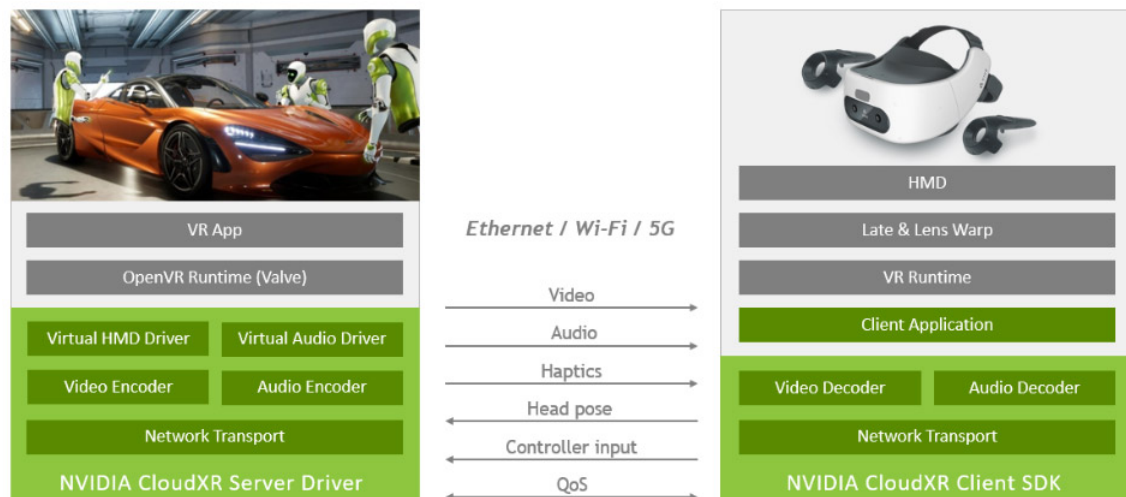 VR App
OpenVR Runtime (Valve)
Virtual HMD Driver
Virtual Audio Driver
Video Encoder
Audio Encoder
Network Transport
NVIDIA CloudXR Server Driver
Ethernet / Wi-Fi / 5G
Video
Audio
Haptics
Head pose
Controller input
QoS
HMD
Late & Lens Warp
VR Runtime
Client Application
Video Decoder
Audio Decoder
Network Transport
NVIDIA CloudXR Client SDK